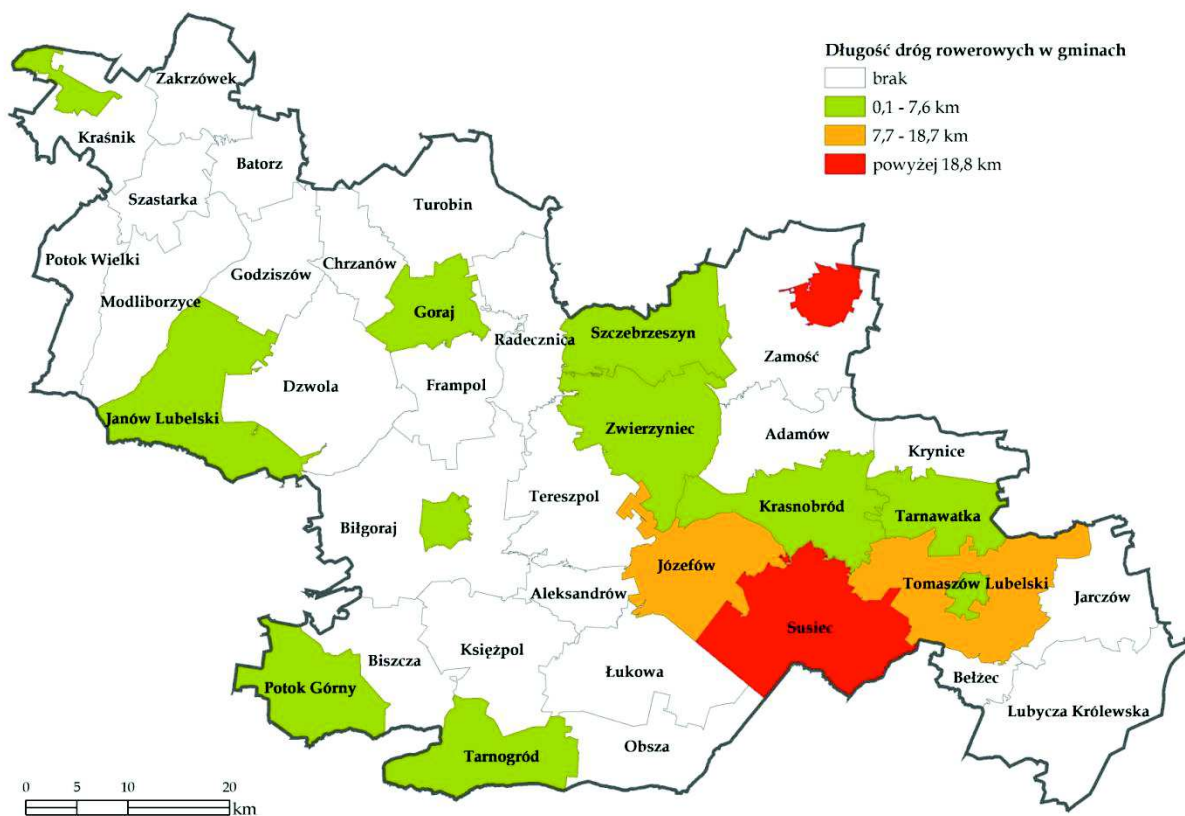 Długość dróg rowerowych w gminach
brak
0,1 - 7,6 km
7,7 - 18,7 km
powyżej 18,8 km
Zakrzówek
Kraśnik
Batorz
Szastarka
Turobin
Potok Wielki
Godziszów
Chrzanów
Modliborzyce
Goraj
Radecznica
Szczebrzeszyn
Zamość
Dzwola
Frampol
Janów Lubelski
Zwierzyniec
Adamów
Krynice
Tereszpol
Krasnobród
Tarnawatka
Biłgoraj
Józefów
Tomaszów Lubelski
Aleksandrów
Jarczów
Susiec
Księżpol
Biszcza
Łukowa
Bełżec
Potok Górny
Lubycza Królewska
Obsza
Tarnogród
0 5 10 20
km